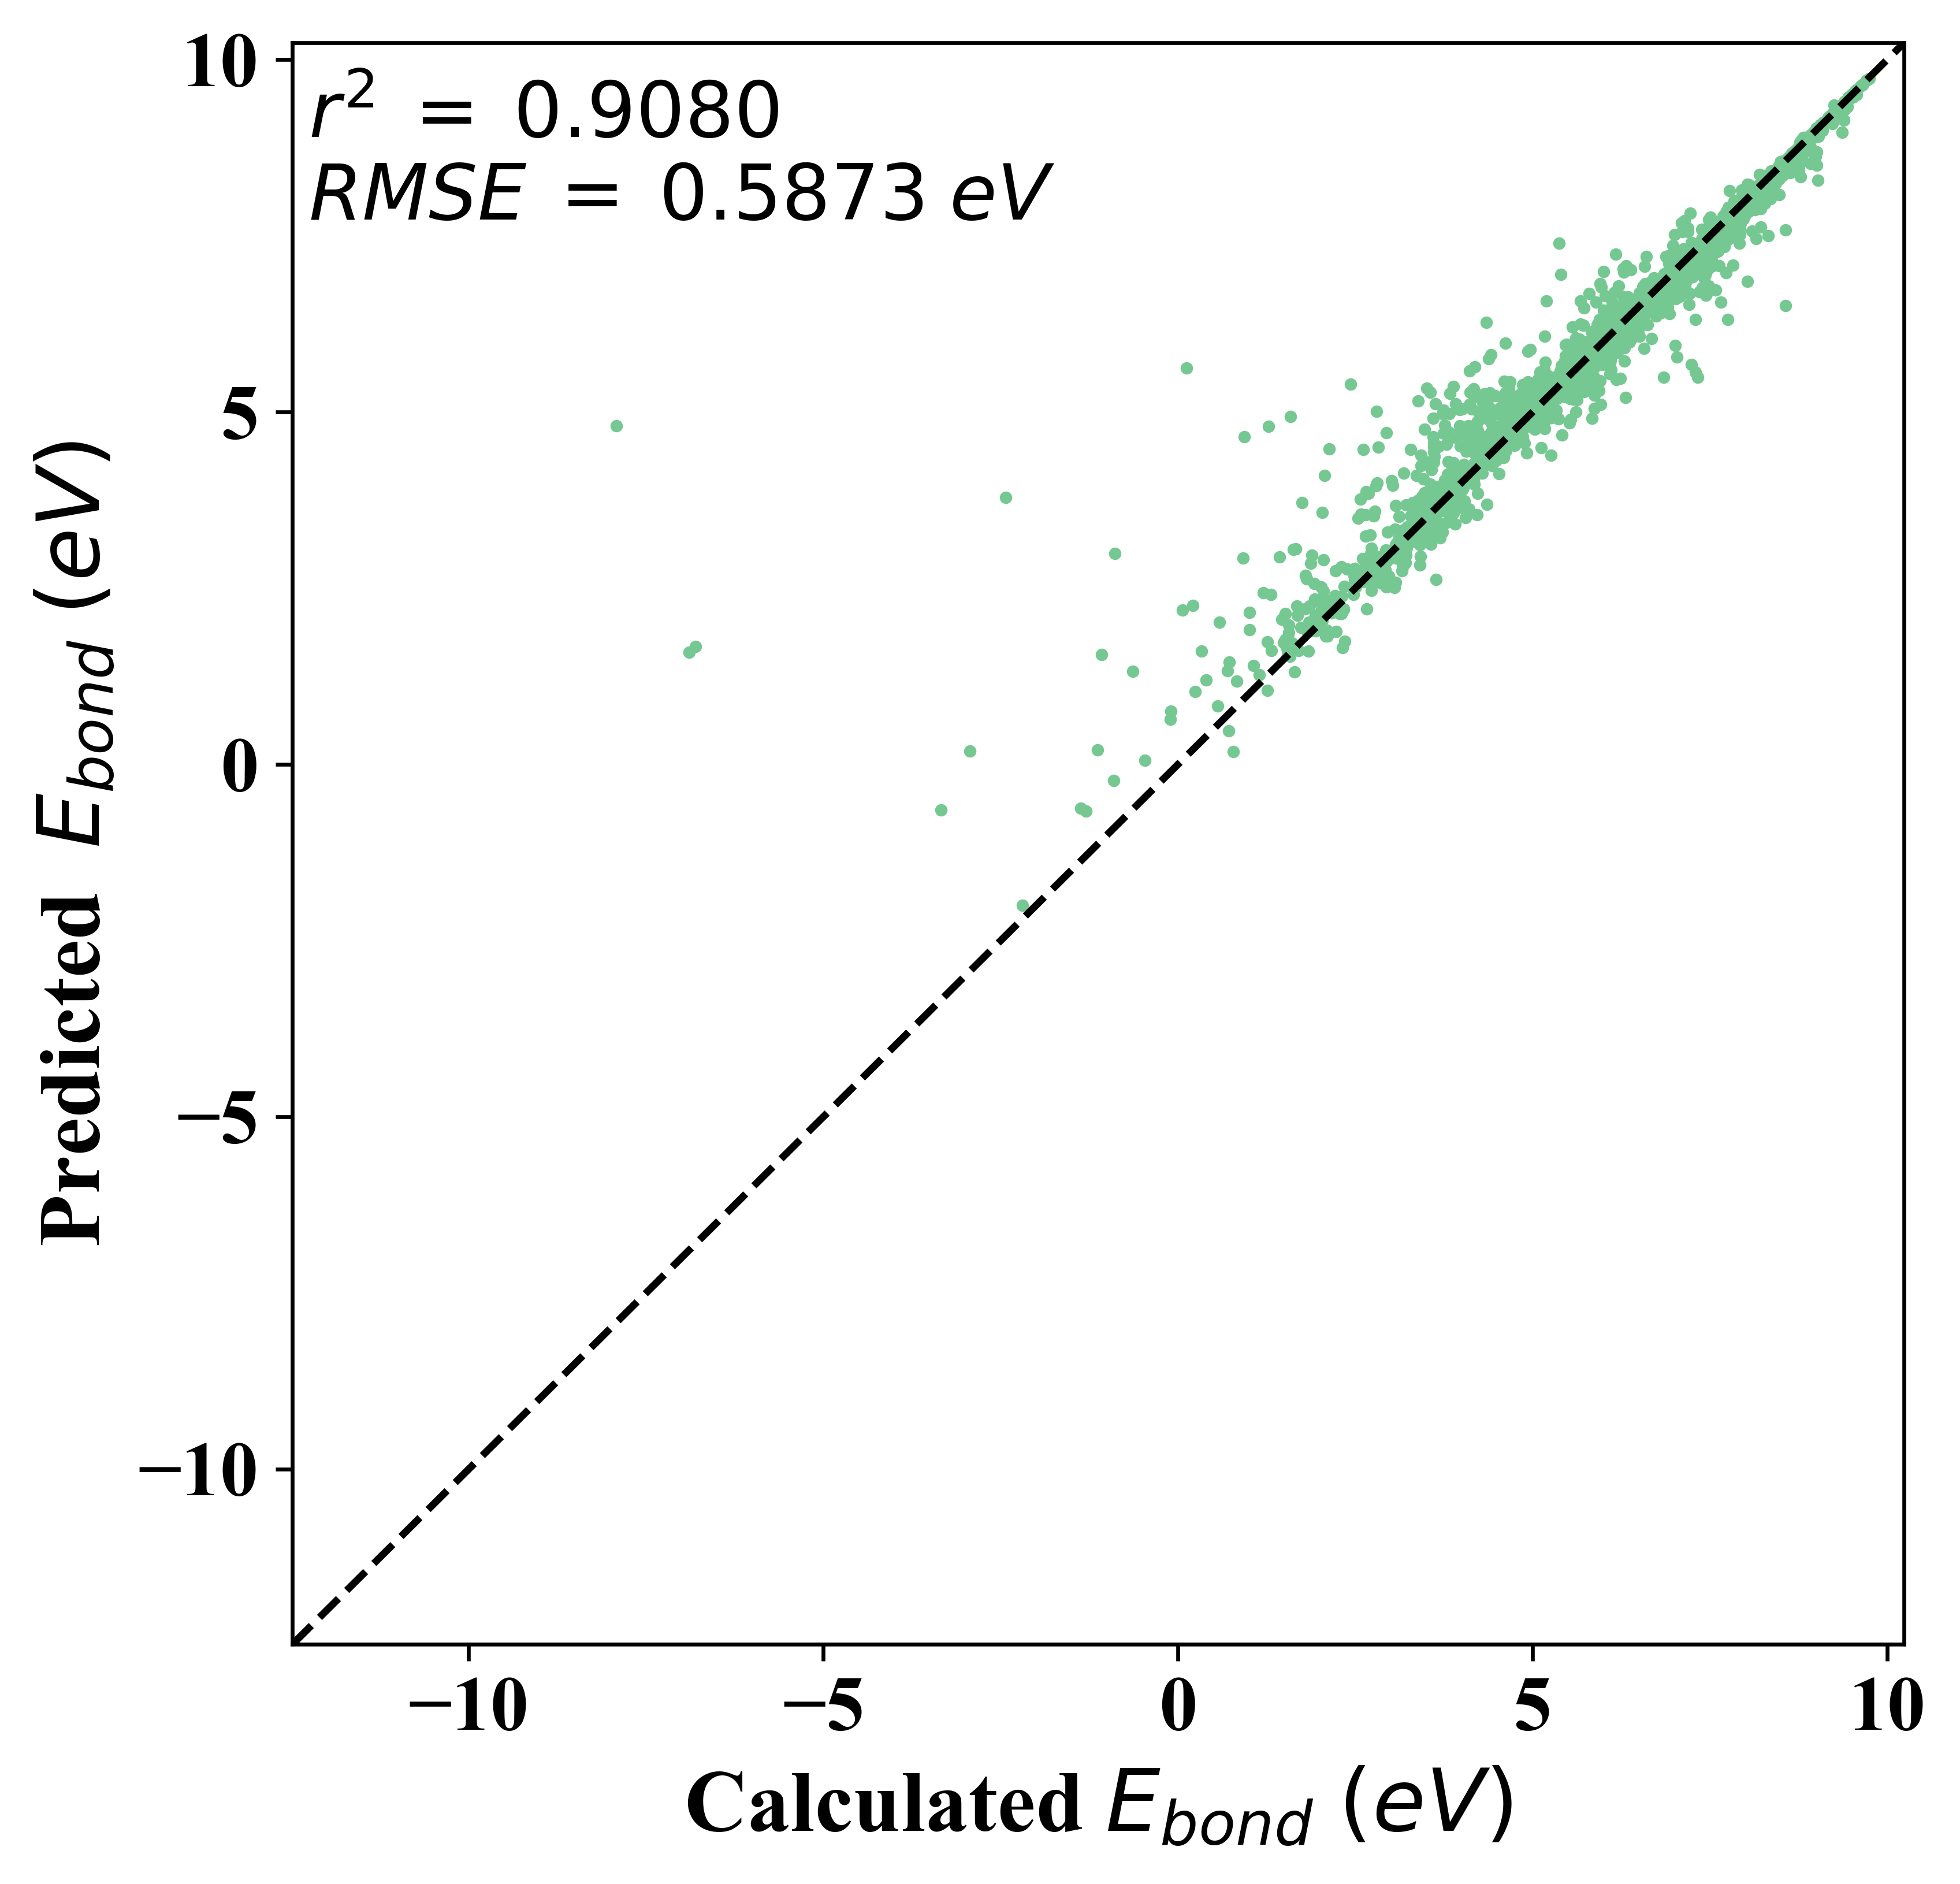 r² = 0.9080
RMSE = 0.5873 eV
10
5
0
−5
−10
Predicted E_bond (eV)
−10
−5
0
5
10
Calculated E_bond (eV)